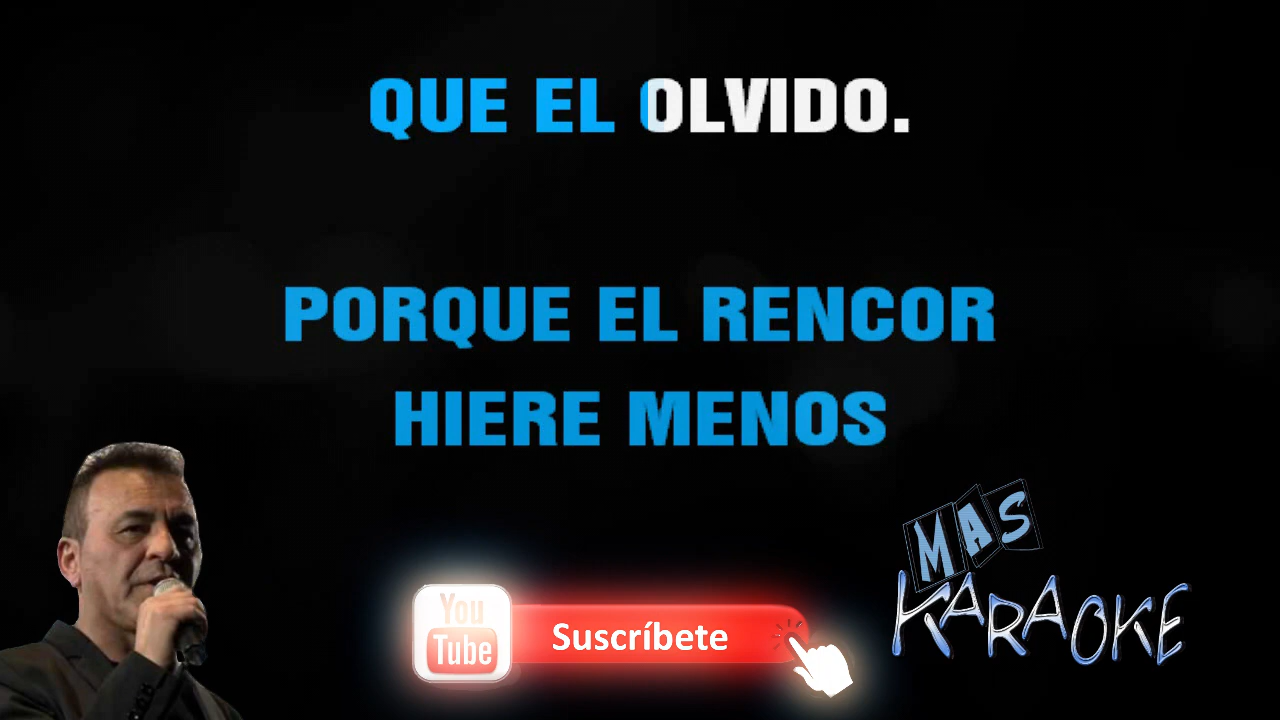 QUE EL OLVIDO.
PORQUE EL RENCOR
HIERE MENOS
You
Tube
Suscríbete
MAS
KARAOKE